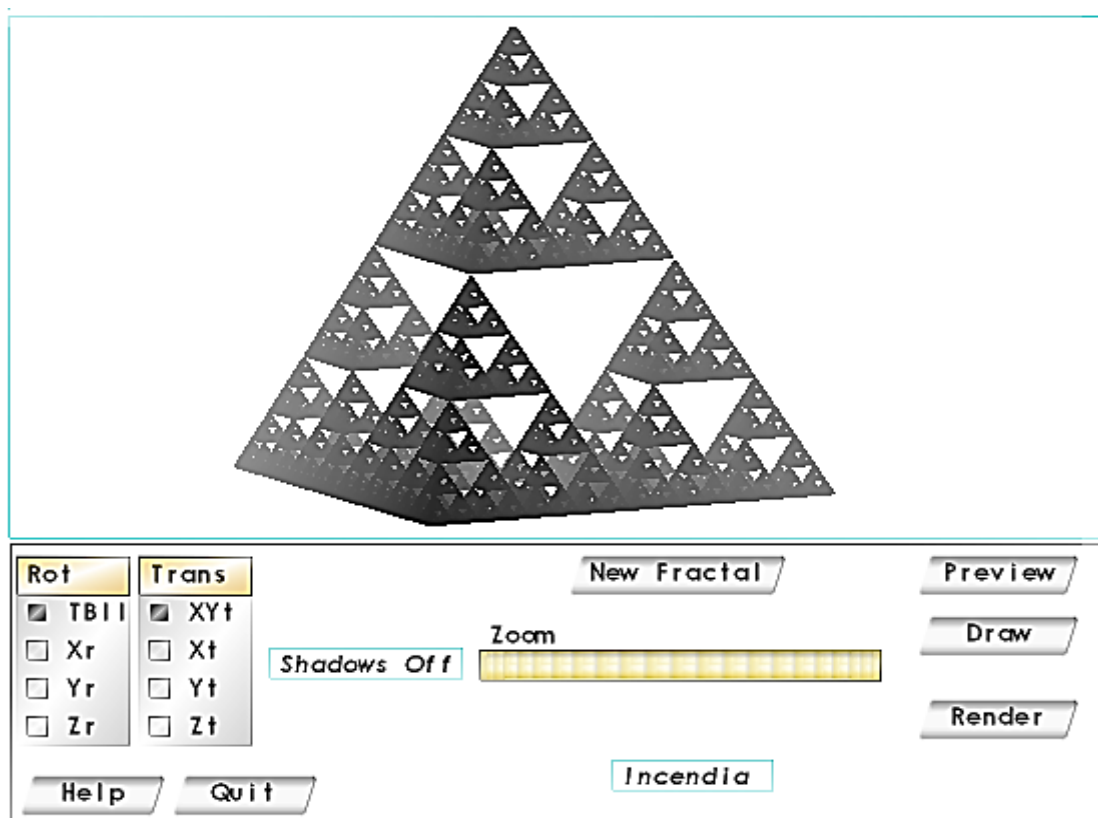 Rot
TBll
Xr
Yr
Zr
Trans
XYt
Xt
Yt
Zt
Shadows Off
New Fractal
Zoom
Preview
Draw
Render
Incendia
Help
Quit